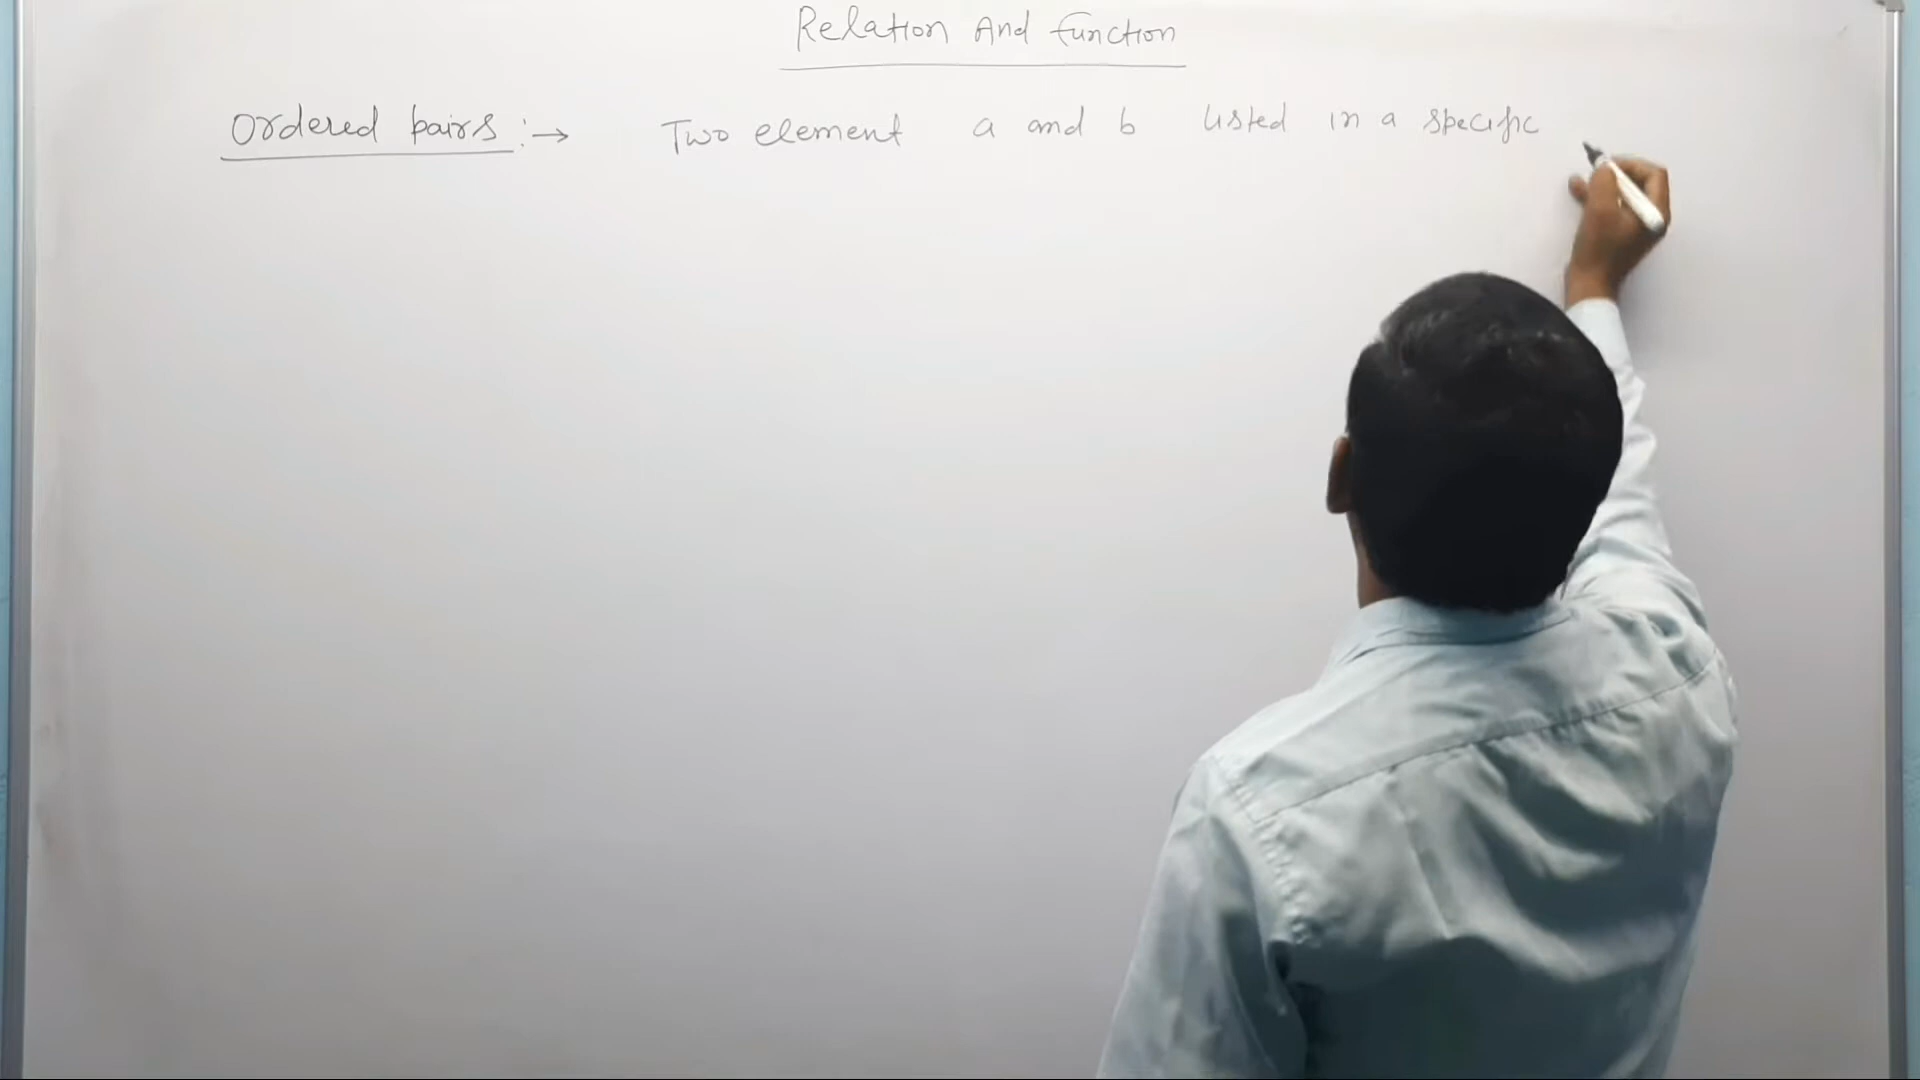 Relation And function
Ordered pairs :→ Two element a and b listed in a specific